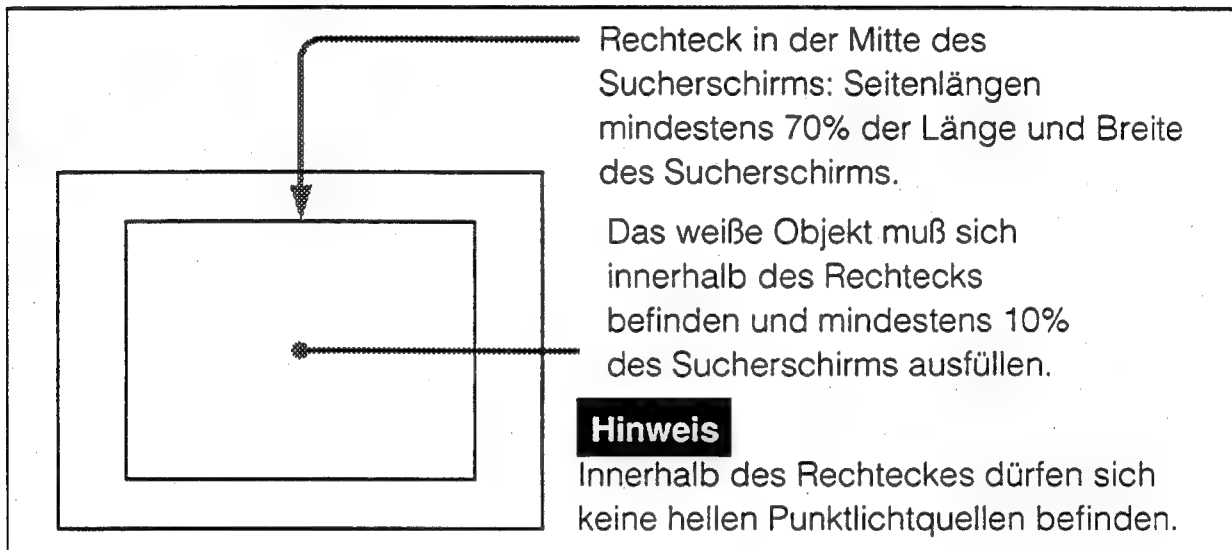 Rechteck in der Mitte des
Sucherschirms: Seitenlängen
mindestens 70% der Länge und Breite
des Sucherschirms.
Das weiße Objekt muß sich
innerhalb des Rechtecks
befinden und mindestens 10%
des Sucherschirms ausfüllen.
Hinweis
Innerhalb des Rechteckes dürfen sich
keine hellen Punktlichtquellen befinden.